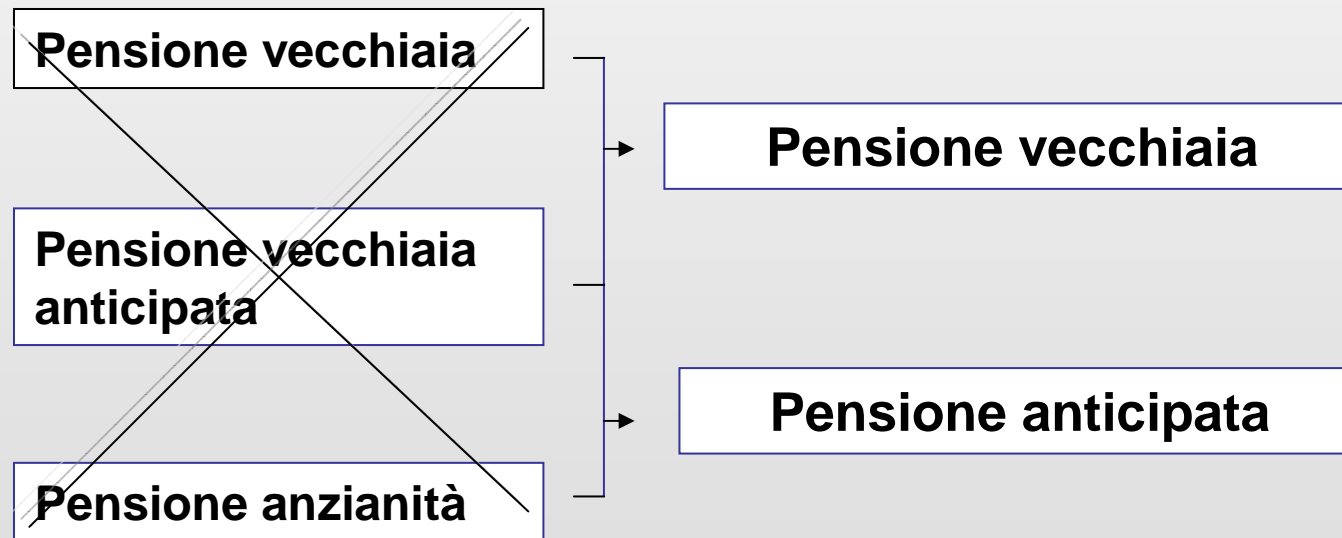 Pensione vecchiaia
Pensione vecchiaia
anticipata
Pensione anzianità
Pensione vecchiaia
Pensione anticipata